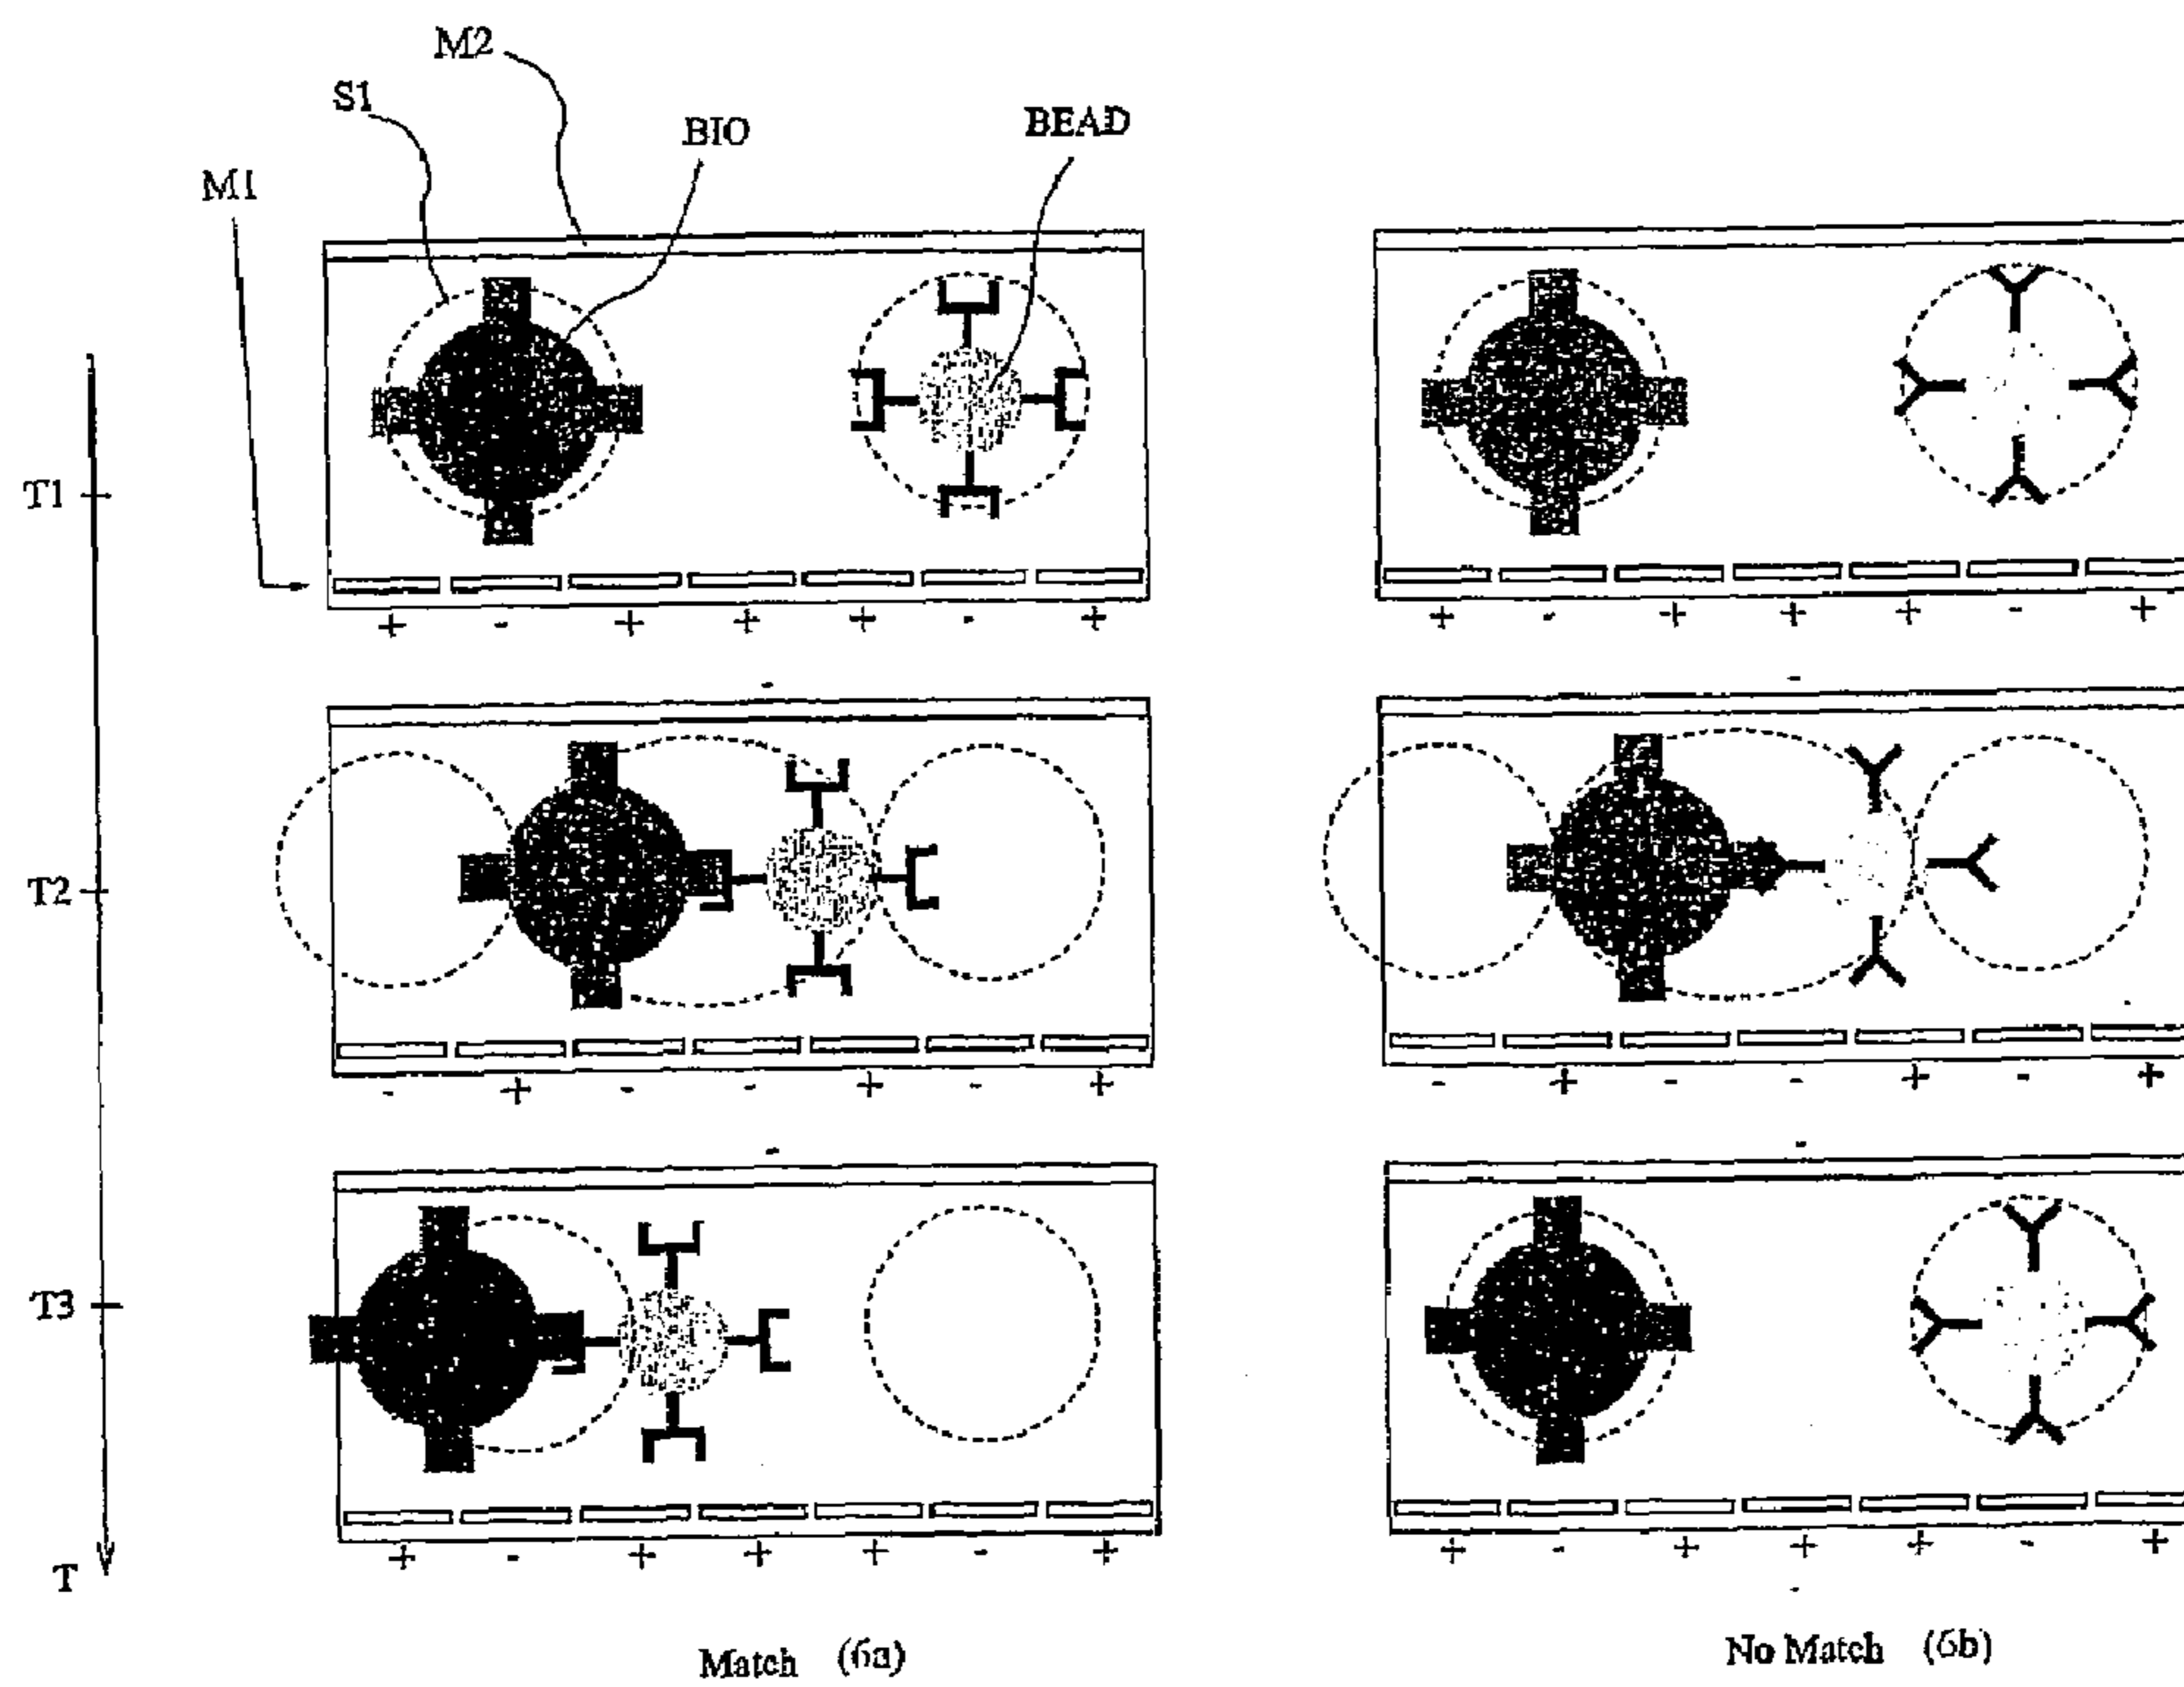 M2
S1
BIO
BEAD
M1
T1
+ - + + + - +
+ - + + + - +
-
-
T2
- + - - + - +
- + - - + - +
-
-
T3
+ - + + + - +
+ - + + + - +
T
-
Match (6a)
No Match (6b)